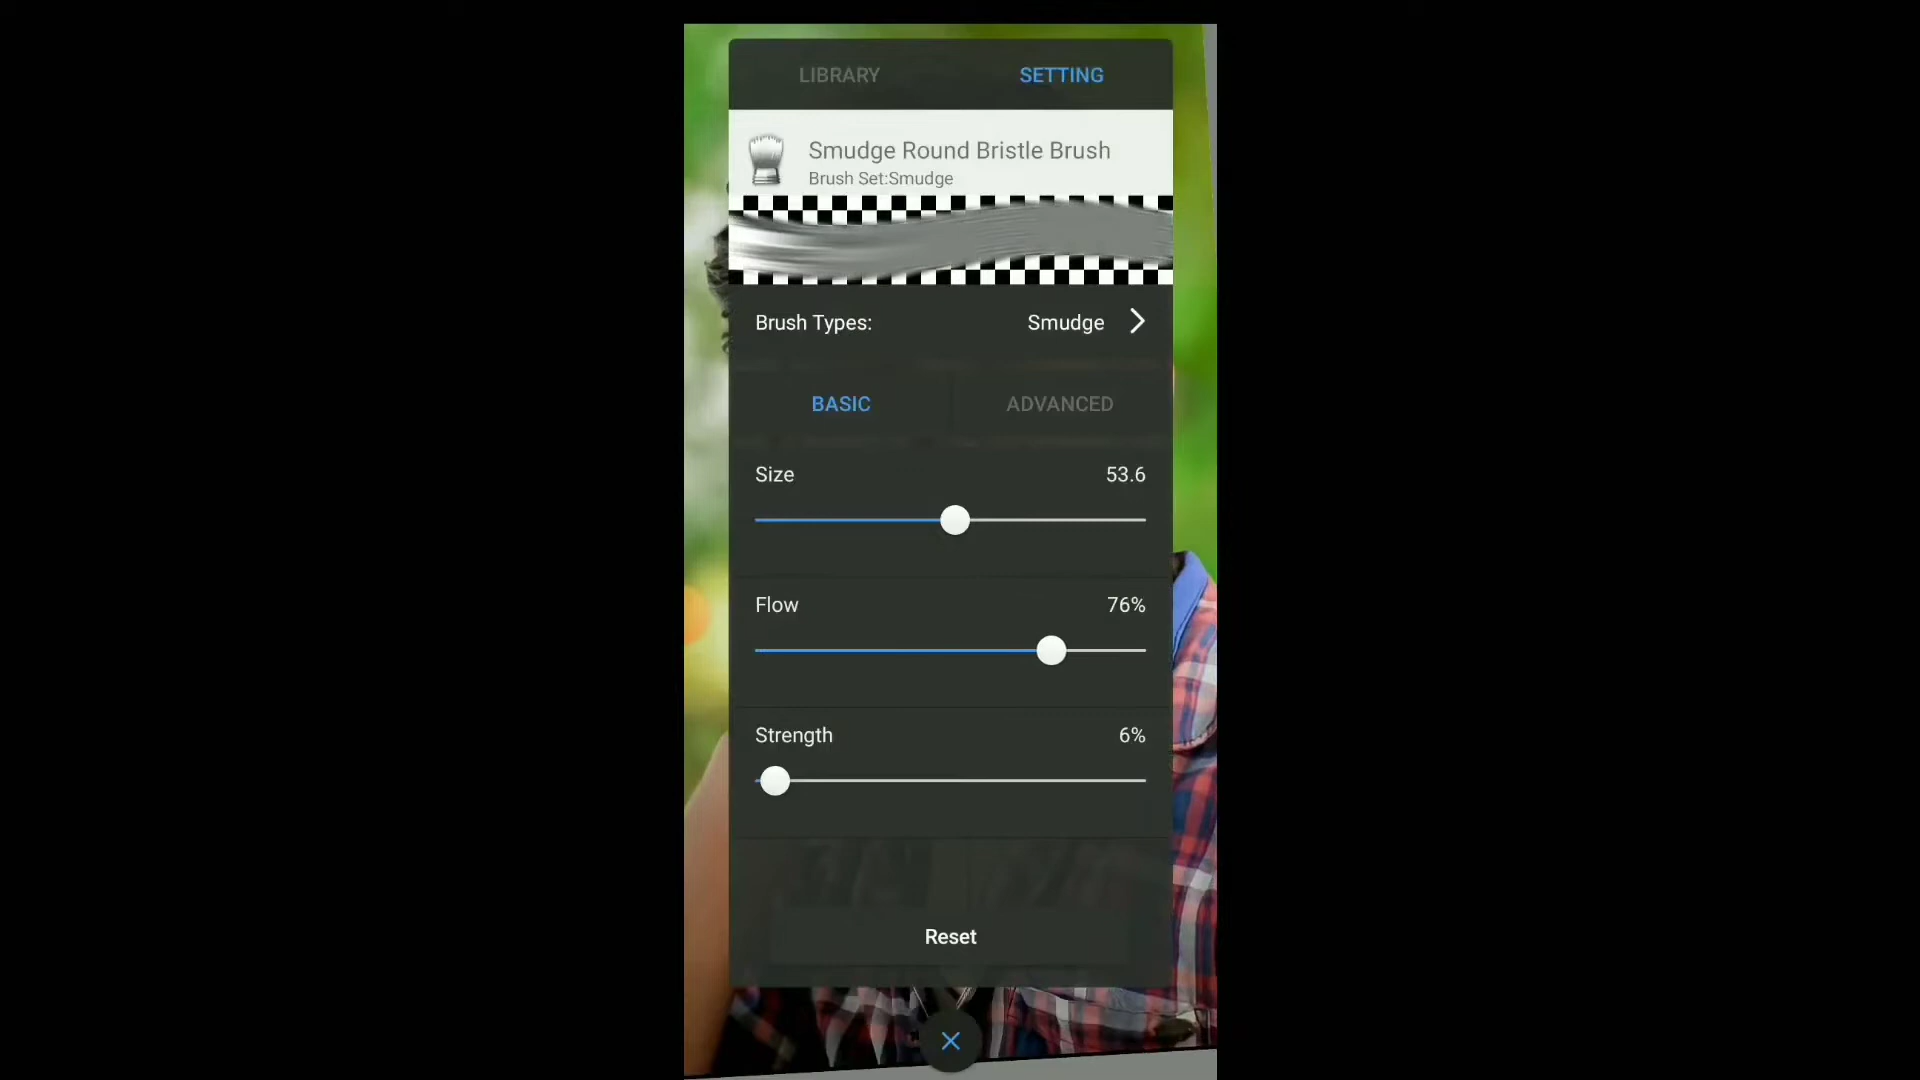 LIBRARY SETTING
Smudge Round Bristle Brush
Brush Set:Smudge
Brush Types: Smudge
BASIC ADVANCED
Size 53.6
Flow 76%
Strength 6%
Reset